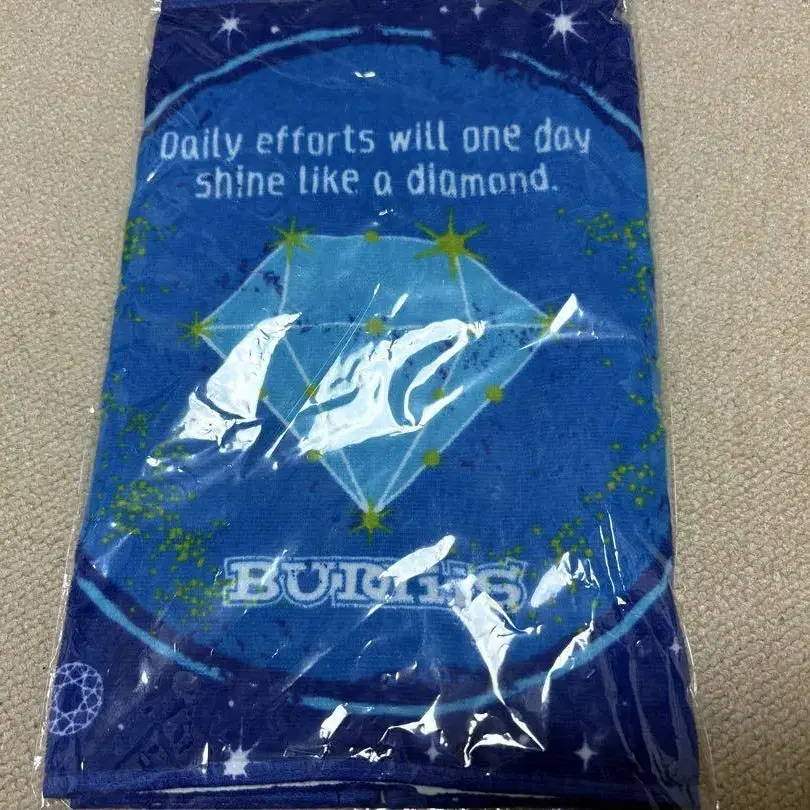 Daily efforts will one day
shine like a diamond.